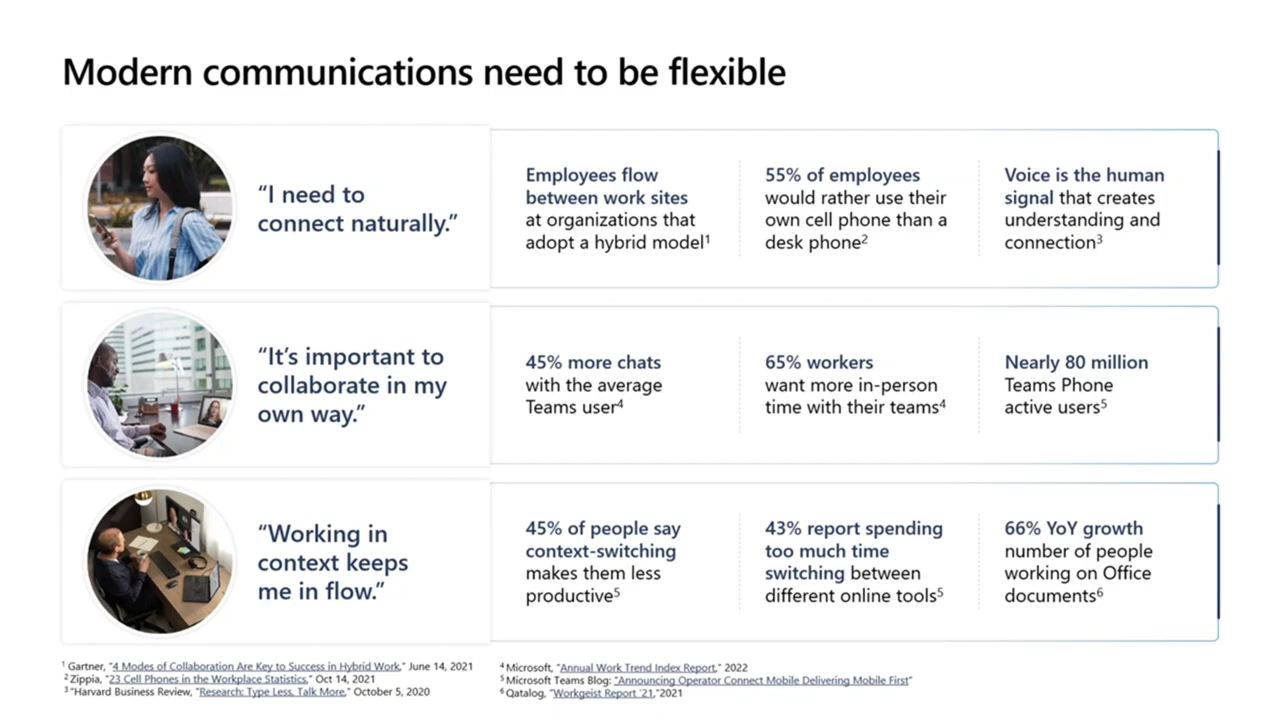 Modern communications need to be flexible
“I need to
connect naturally.”
Employees flow
between work sites
at organizations that
adopt a hybrid model¹
55% of employees
would rather use their
own cell phone than a
desk phone²
Voice is the human
signal that creates
understanding and
connection³
“It’s important to
collaborate in my
own way.”
45% more chats
with the average
Teams user⁴
65% workers
want more in-person
time with their teams⁴
Nearly 80 million
Teams Phone
active users⁵
“Working in
context keeps
me in flow.”
45% of people say
context-switching
makes them less
productive⁵
43% report spending
too much time
switching between
different online tools⁵
66% YoY growth
number of people
working on Office
documents⁶
¹ Gartner, “4 Modes of Collaboration Are Key to Success in Hybrid Work,” June 14, 2021
² Zippia, “23 Cell Phones in the Workplace Statistics,” Oct 14, 2021
³ “Harvard Business Review, “Research: Type Less, Talk More,” October 5, 2020
⁴ Microsoft, “Annual Work Trend Index Report,” 2022
⁵ Microsoft Teams Blog: “Announcing Operator Connect Mobile Delivering Mobile First”
⁶ Qatalog, “Workgeist Report ’21,”2021